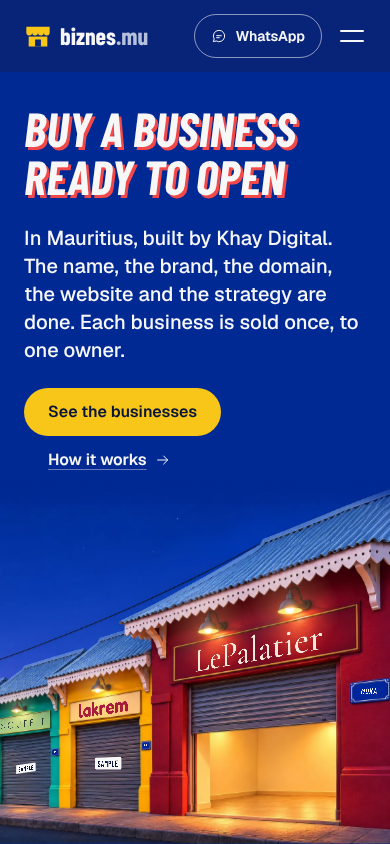 biznes.mu
WhatsApp
BUY A BUSINESS
READY TO OPEN
In Mauritius, built by Khay Digital.
The name, the brand, the domain,
the website and the strategy are
done. Each business is sold once, to
one owner.
See the businesses
How it works
LePalatier
lakrem
SAMPLE
SAMPLE
MOKA